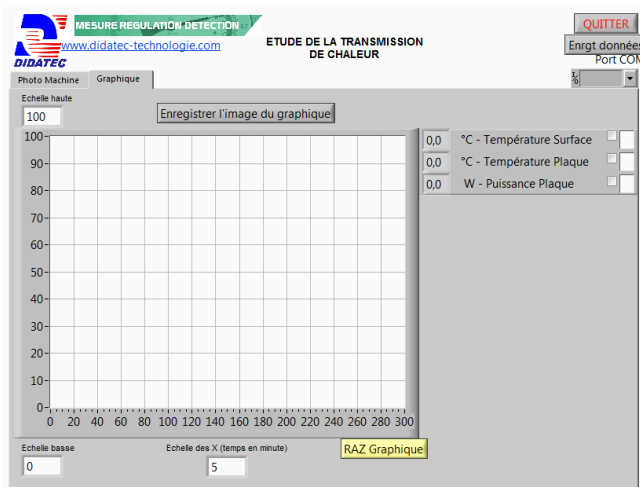 MESURE REGULATION DETECTION
DIDATEC
www.didatec-technologie.com
ETUDE DE LA TRANSMISSION
DE CHALEUR
QUITTER
Enrgt données
Port COM
Photo Machine
Graphique
Echelle haute
100
Enregistrer l'image du graphique
0,0 °C - Température Surface
0,0 °C - Température Plaque
0,0 W - Puissance Plaque
100
90
80
70
60
50
40
30
20
10
0
0 20 40 60 80 100 120 140 160 180 200 220 240 260 280 300
Echelle basse
0
Echelle des X (temps en minute)
5
RAZ Graphique